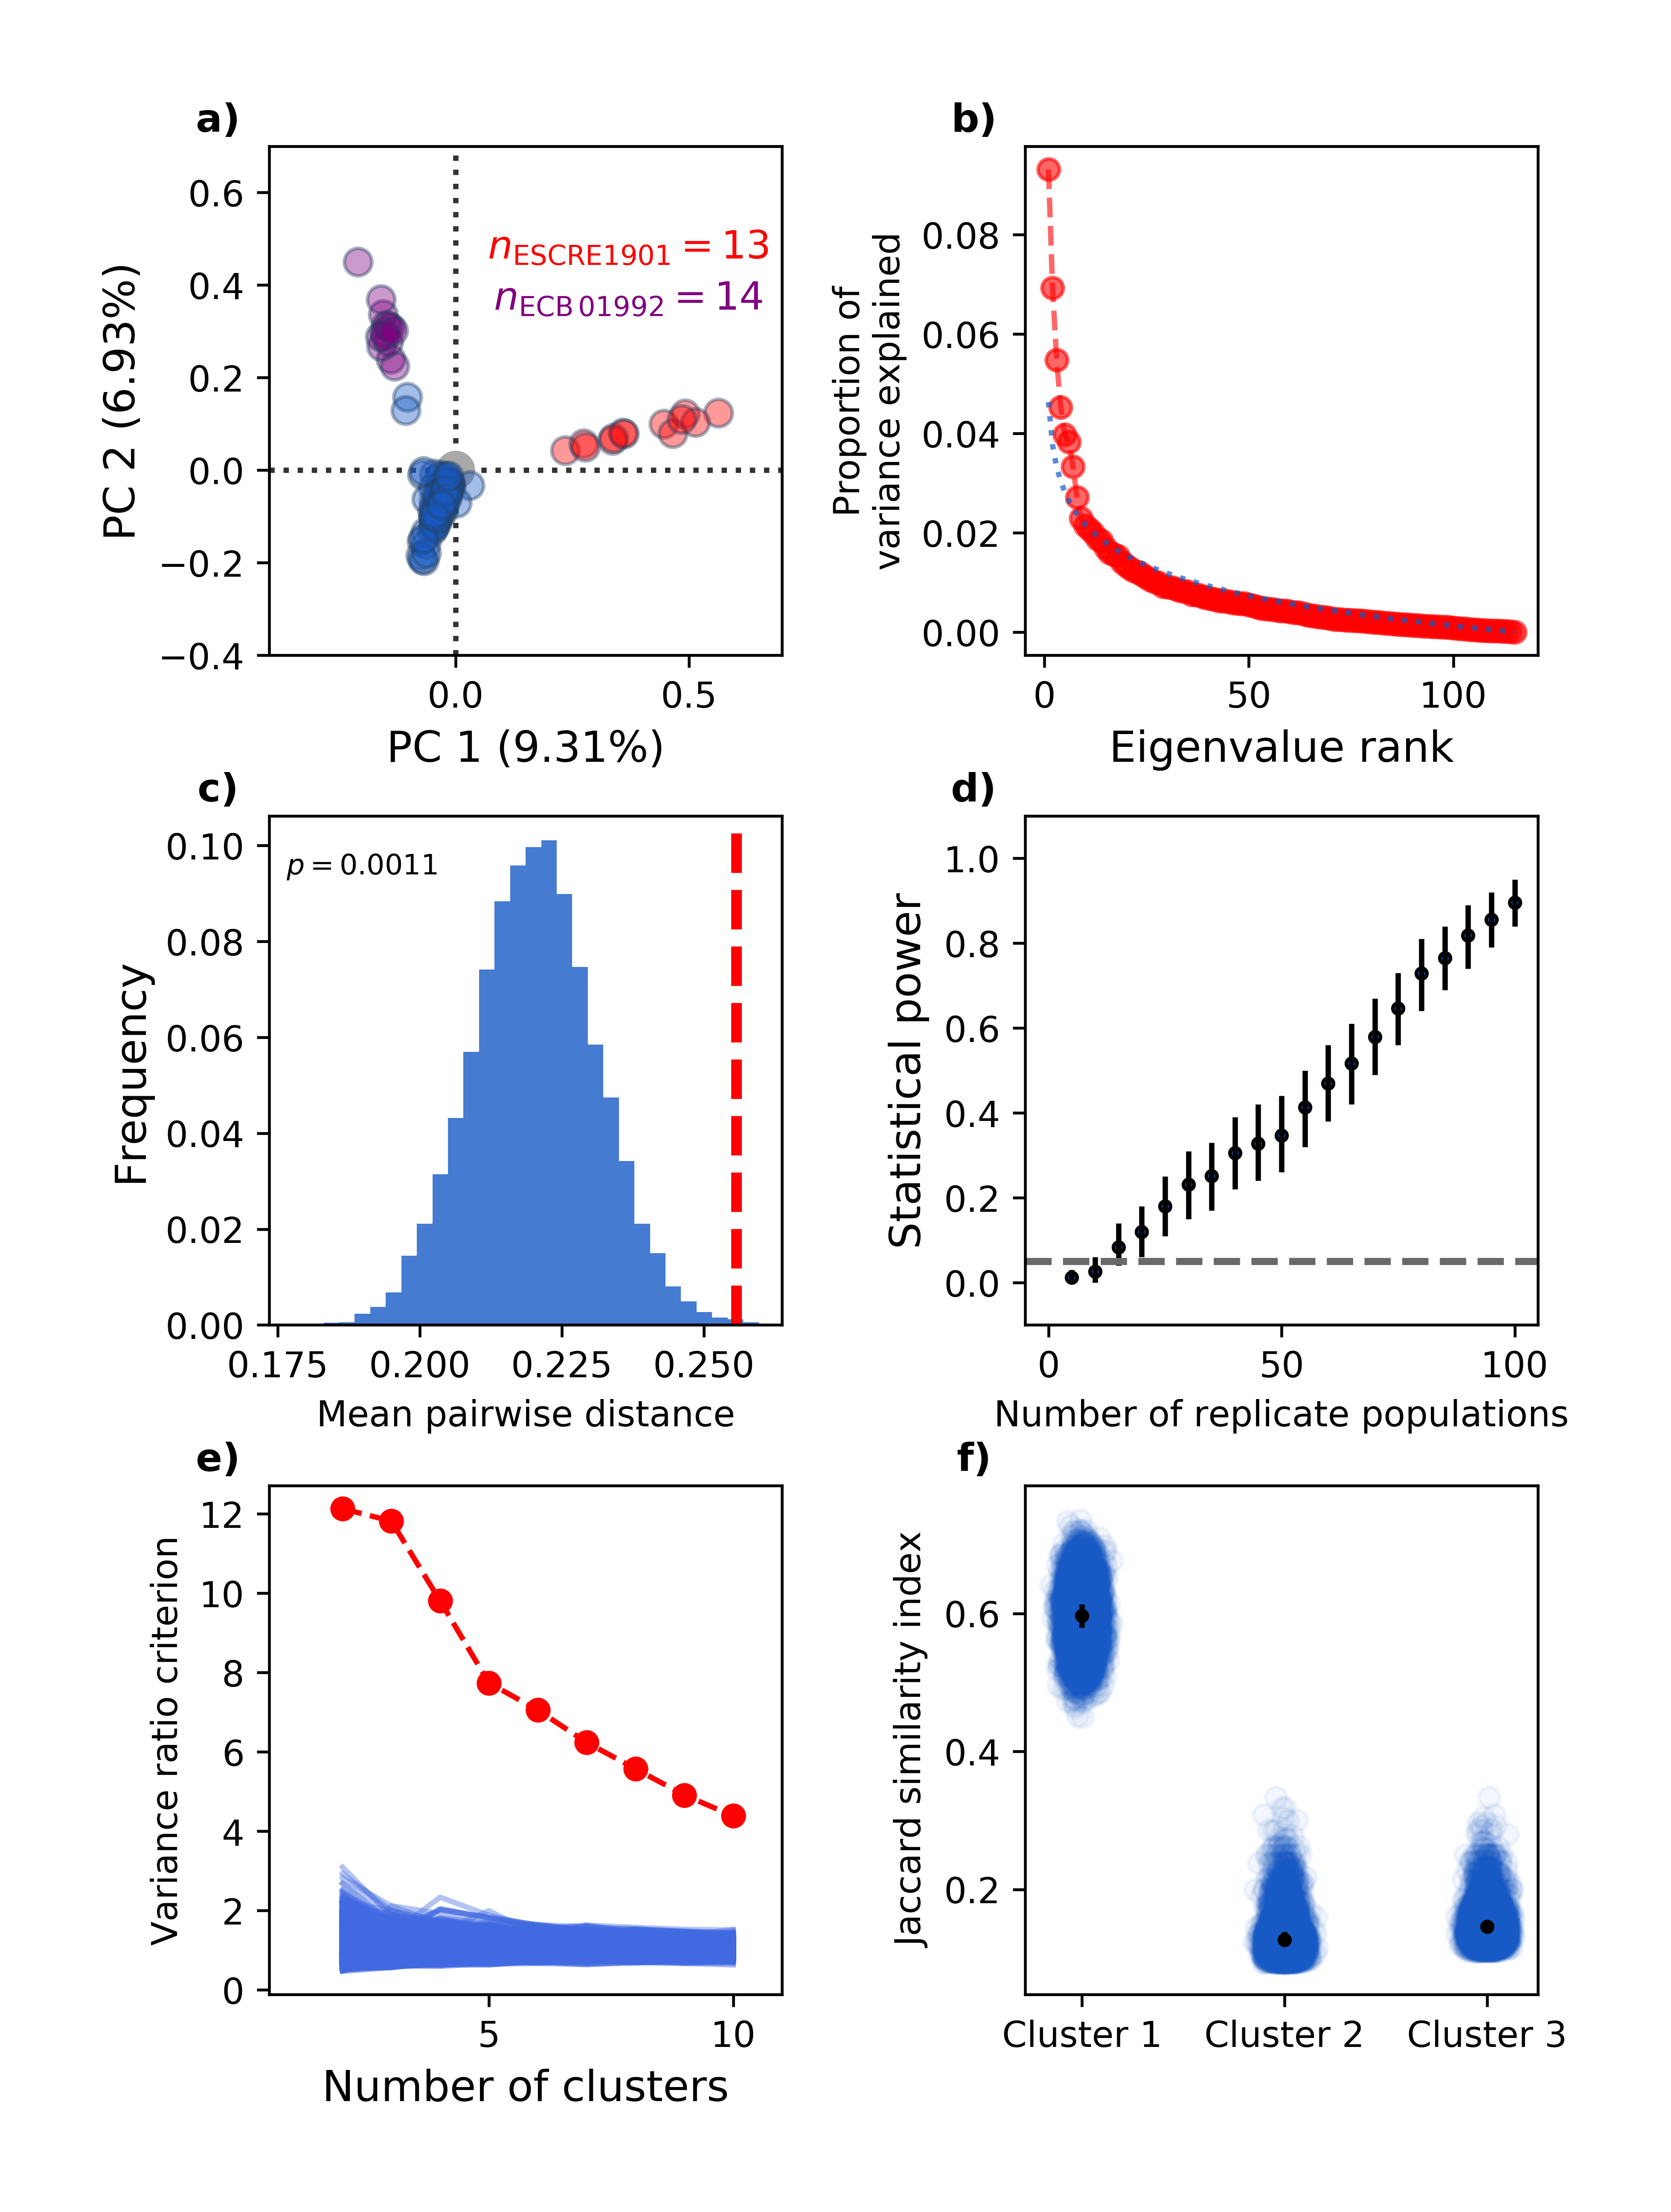 a)
0.6
0.4
0.2
0.0
−0.2
−0.4
PC 2 (6.93%)
nESCRE1901 = 13
nECB 01992 = 14
0.0
0.5
PC 1 (9.31%)
b)
0.08
0.06
0.04
0.02
0.00
Proportion of
variance explained
0
50
100
Eigenvalue rank
c)
0.10
0.08
0.06
0.04
0.02
0.00
Frequency
p = 0.0011
0.175
0.200
0.225
0.250
Mean pairwise distance
d)
1.0
0.8
0.6
0.4
0.2
0.0
Statistical power
0
50
100
Number of replicate populations
e)
12
10
8
6
4
2
0
Variance ratio criterion
5
10
Number of clusters
f)
0.6
0.4
0.2
Jaccard similarity index
Cluster 1
Cluster 2
Cluster 3